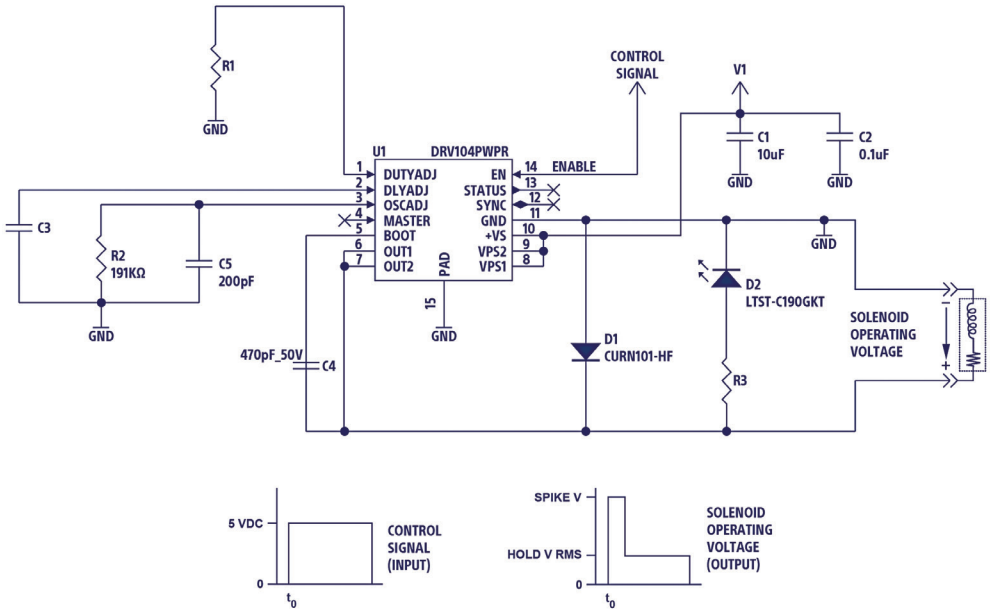 R1
GND
CONTROL
SIGNAL
V1
C1
10uF
C2
0.1uF
GND
GND
U1
DRV104PWPR
1
DUTYADJ
2
DLYADJ
3
OSCADJ
4
MASTER
5
BOOT
6
OUT1
7
OUT2
EN
14
ENABLE
STATUS
13
SYNC
12
GND
11
+VS
10
VPS2
9
VPS1
8
PAD
15
GND
C3
R2
191KΩ
C5
200pF
GND
470pF_50V
C4
D1
CURN101-HF
D2
LTST-C190GKT
R3
GND
SOLENOID
OPERATING
VOLTAGE
−
+
5 VDC
0
t0
CONTROL
SIGNAL
(INPUT)
SPIKE V
HOLD V RMS
0
t0
SOLENOID
OPERATING
VOLTAGE
(OUTPUT)